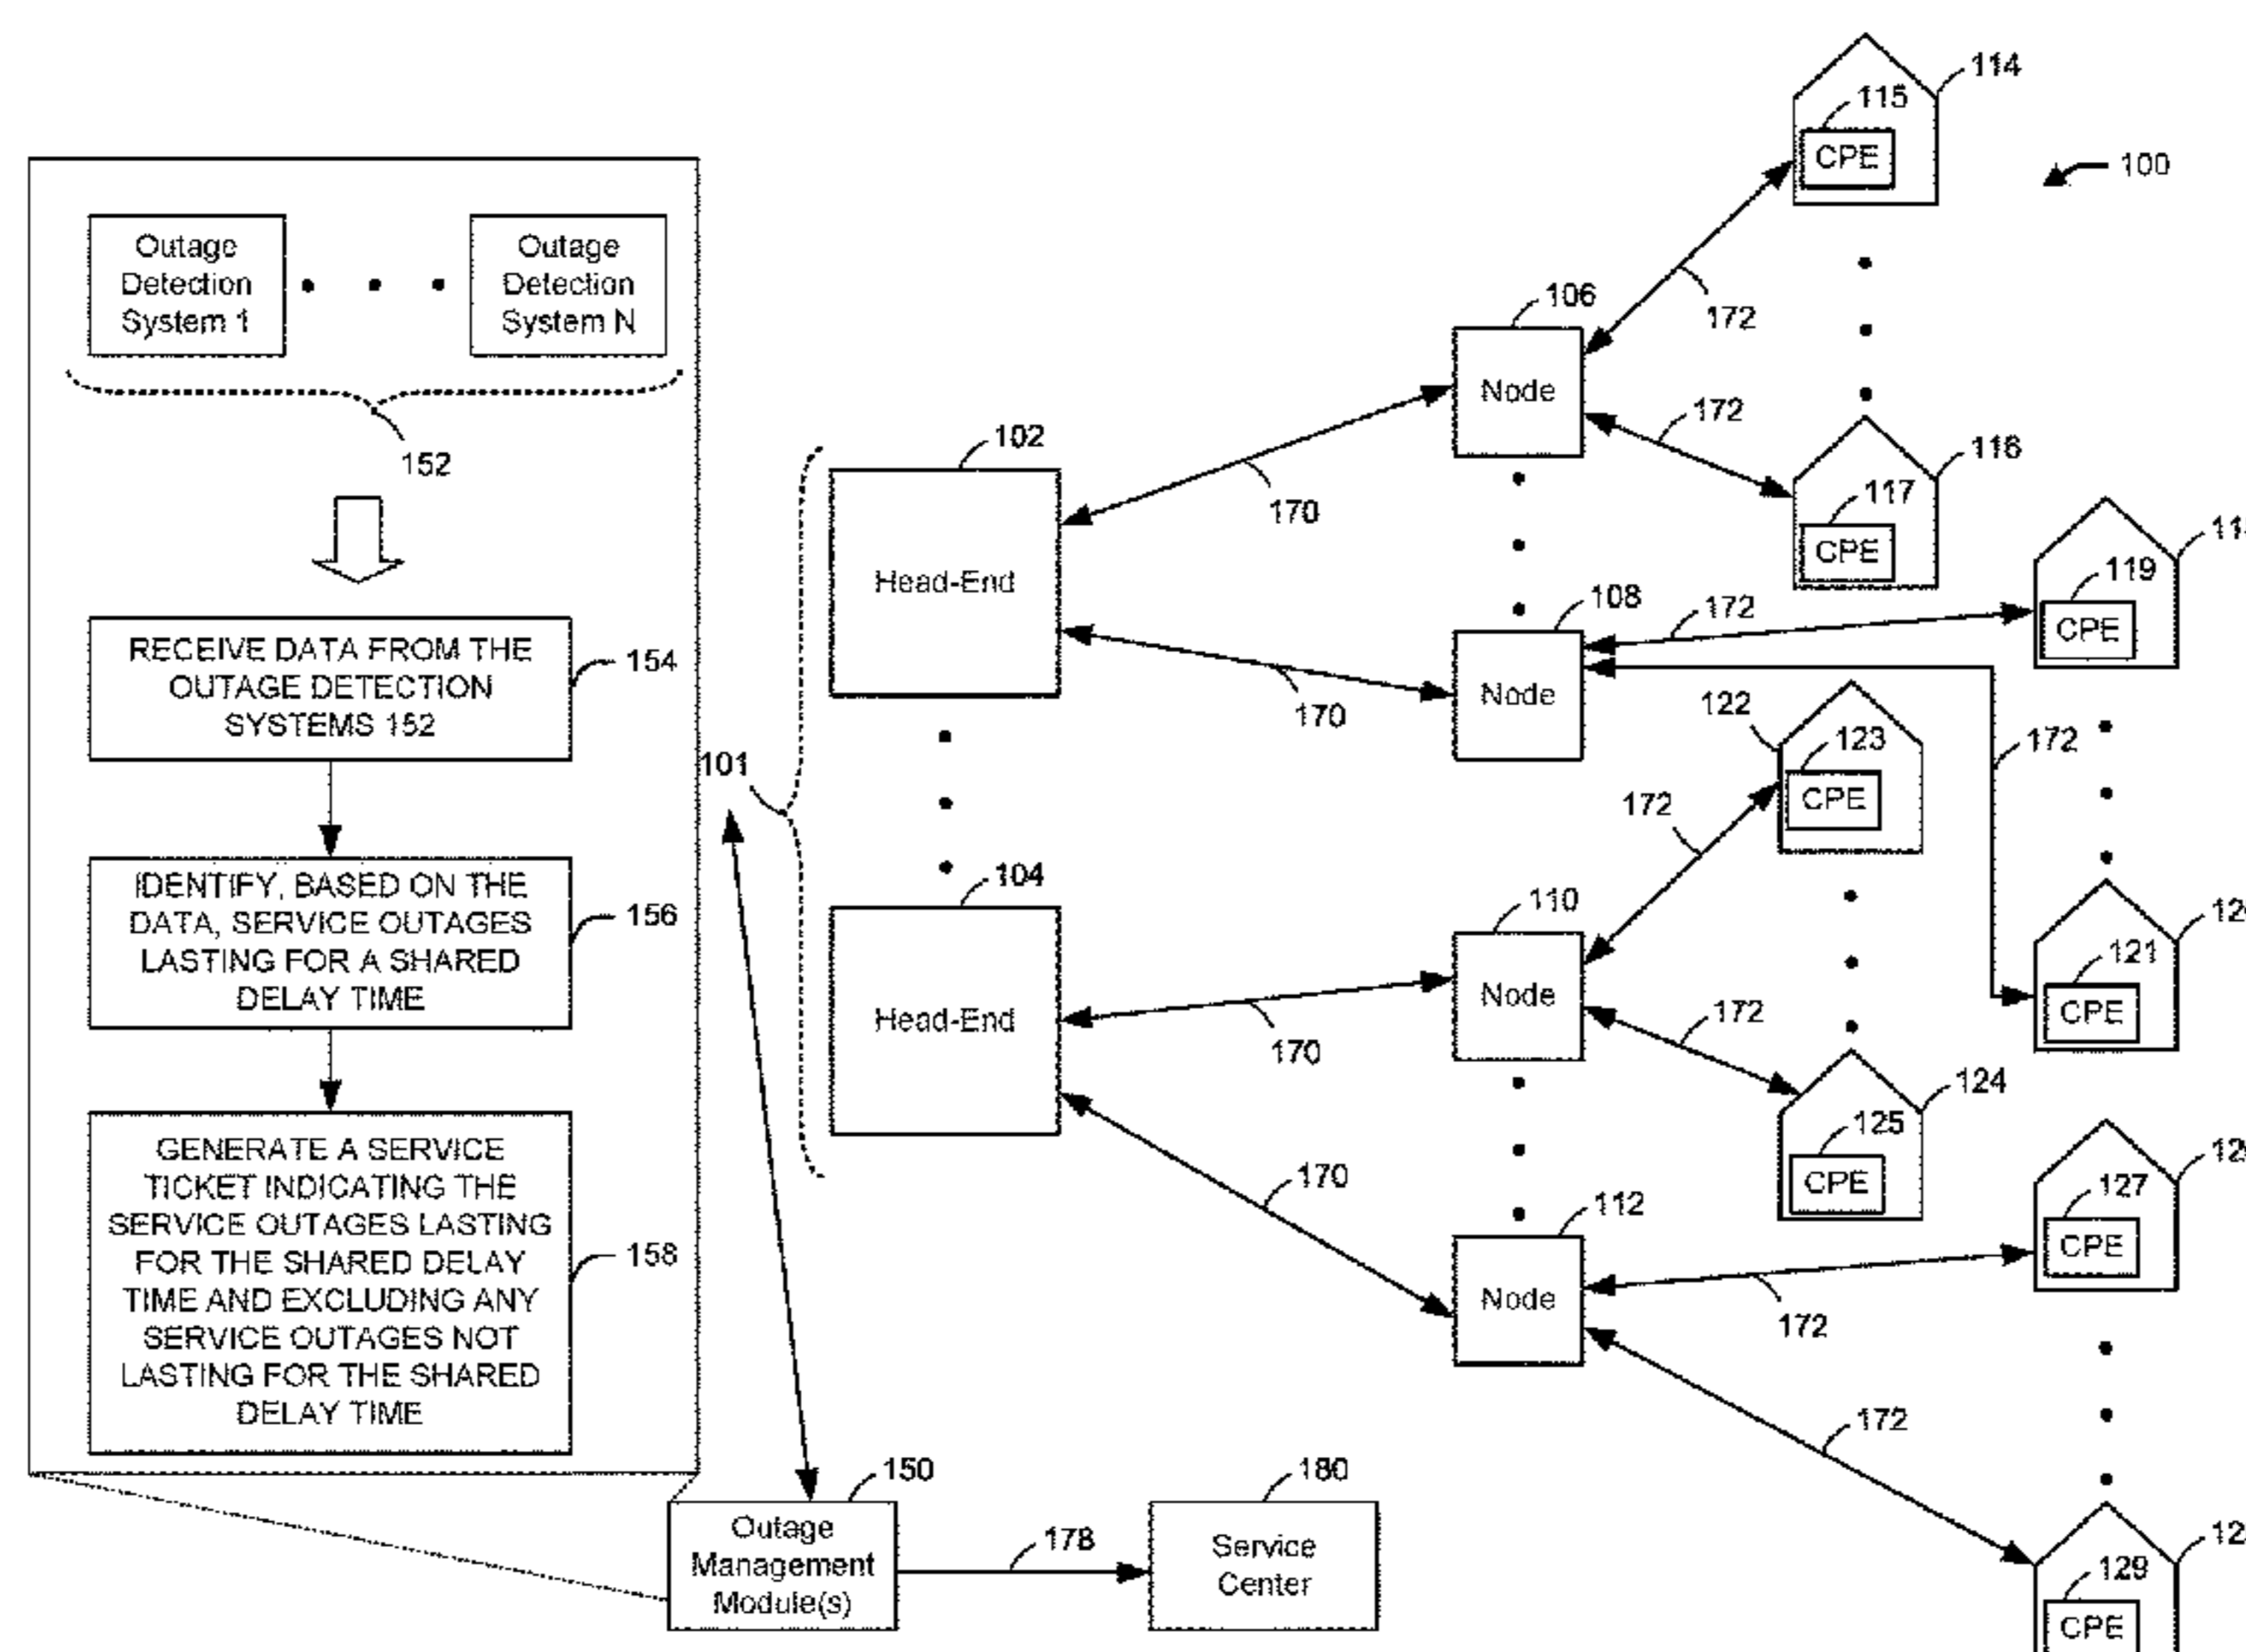 Outage
Detection
System 1
Outage
Detection
System N
152
RECEIVE DATA FROM THE
OUTAGE DETECTION
SYSTEMS 152
154
IDENTIFY, BASED ON THE
DATA, SERVICE OUTAGES
LASTING FOR A SHARED
DELAY TIME
156
GENERATE A SERVICE
TICKET INDICATING THE
SERVICE OUTAGES LASTING
FOR THE SHARED DELAY
TIME AND EXCLUDING ANY
SERVICE OUTAGES NOT
LASTING FOR THE SHARED
DELAY TIME
158
101
102
Head-End
104
Head-End
150
Outage
Management
Module(s)
178
180
Service
Center
170
170
170
170
106
Node
108
Node
110
Node
112
Node
172
172
172
172
172
172
172
172
100
114
115
CPE
116
117
CPE
119
CPE
122
123
CPE
121
CPE
124
125
CPE
127
CPE
129
CPE